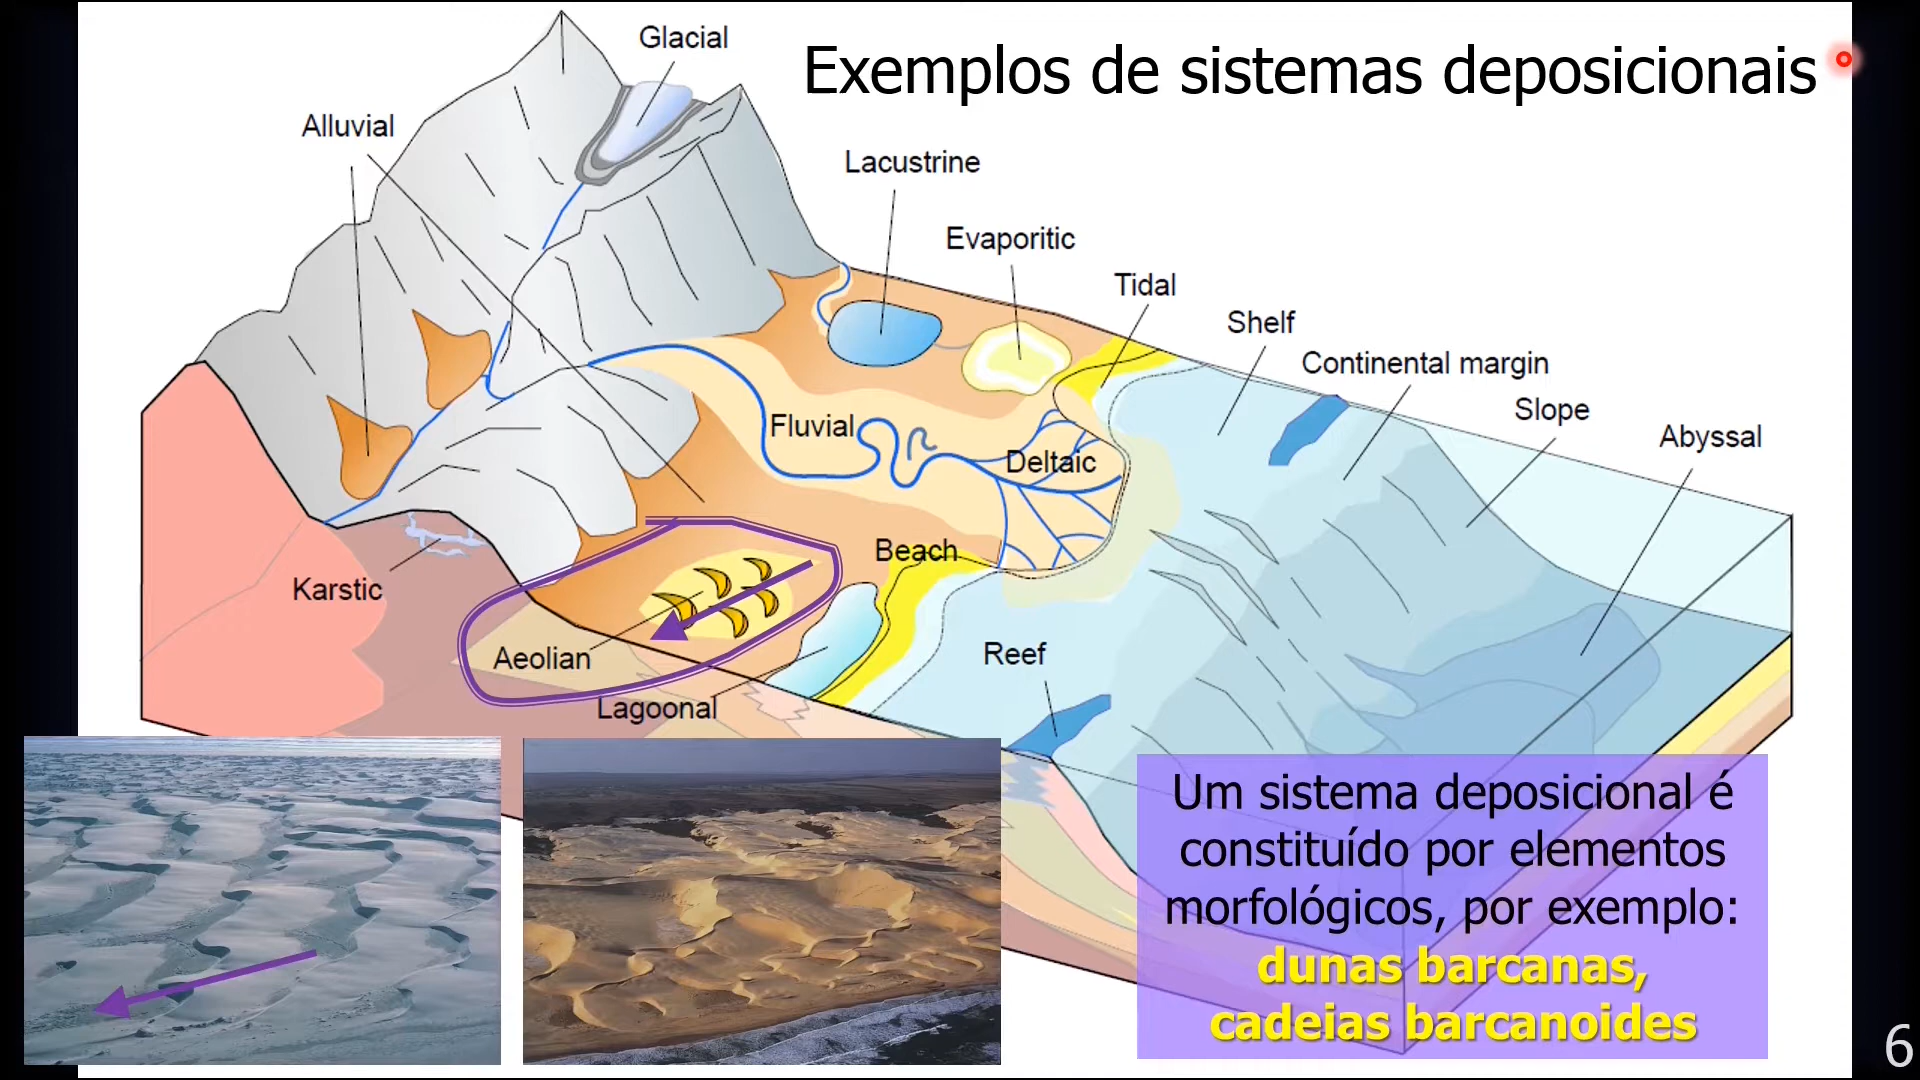 Exemplos de sistemas deposicionais
Glacial
Alluvial
Lacustrine
Evaporitic
Tidal
Shelf
Continental margin
Slope
Abyssal
Fluvial
Deltaic
Beach
Karstic
Aeolian
Reef
Lagoonal
Um sistema deposicional é
constituído por elementos
morfológicos, por exemplo:
dunas barcanas,
cadeias barcanoides
6